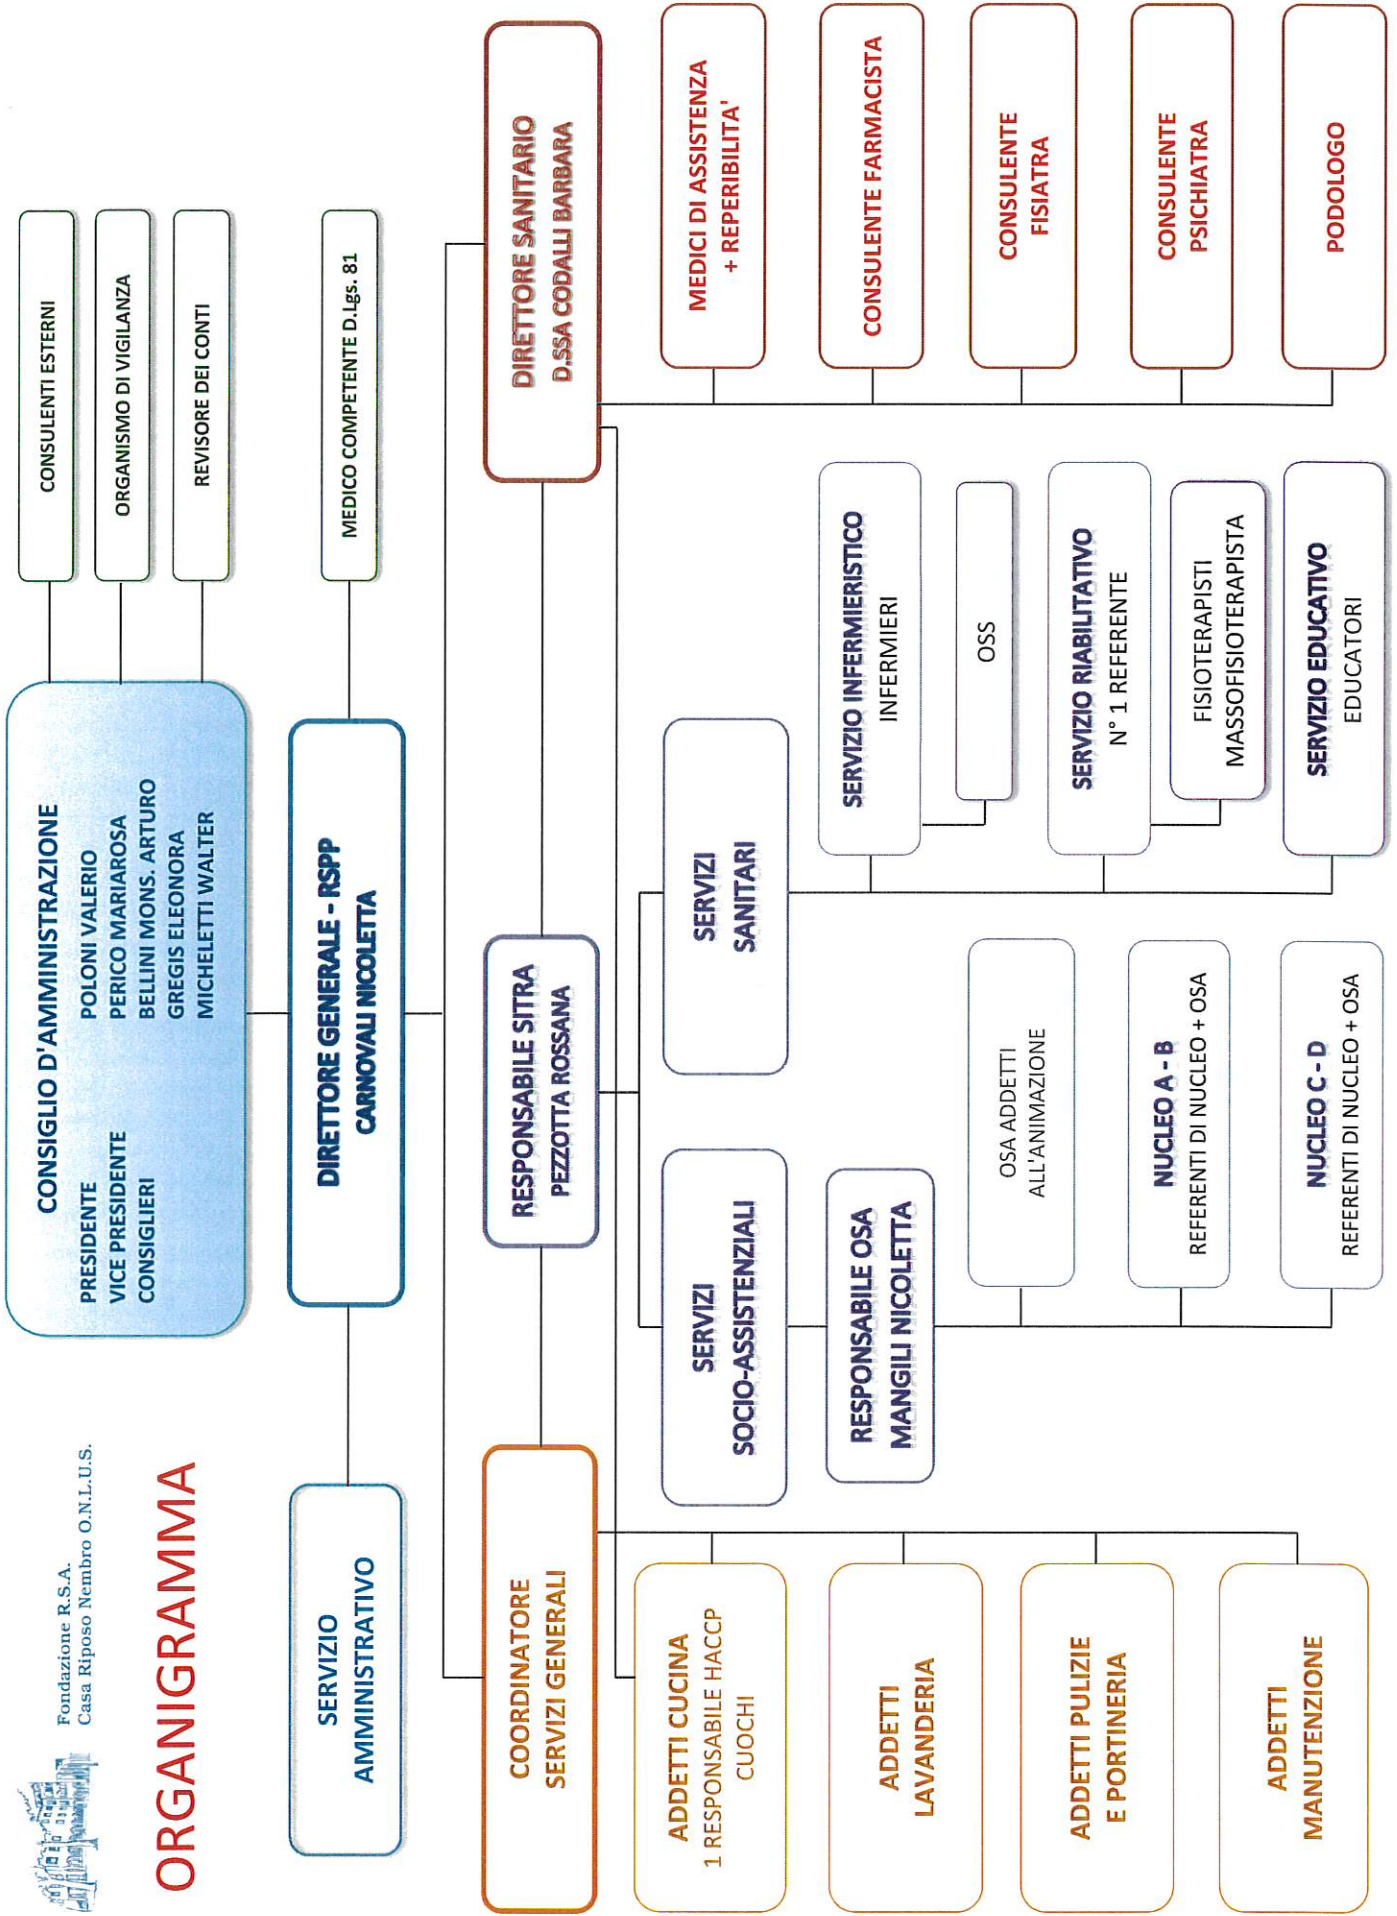 Fondazione R.S.A.
Casa Riposo Nembro O.N.L.U.S.
ORGANIGRAMMA
CONSIGLIO D'AMMINISTRAZIONE
PRESIDENTE POLONI VALERIO
VICE PRESIDENTE PERICO MARIAROSA
CONSIGLIERI BELLINI MONS. ARTURO
GREGIS ELEONORA
MICHELETTI WALTER
CONSULENTI ESTERNI
ORGANISMO DI VIGILANZA
REVISORE DEI CONTI
SERVIZIO
AMMINISTRATIVO
DIRETTORE GENERALE - RSPP
CARNOVALI NICOLETTA
MEDICO COMPETENTE D.Lgs. 81
COORDINATORE
SERVIZI GENERALI
RESPONSABILE SITRA
PEZZOTTA ROSSANA
DIRETTORE SANITARIO
D.SSA CODALLI BARBARA
ADDETTI CUCINA
1 RESPONSABILE HACCP
CUOCHI
ADDETTI
LAVANDERIA
ADDETTI PULIZIE
E PORTINERIA
ADDETTI
MANUTENZIONE
SERVIZI
SOCIO-ASSISTENZIALI
RESPONSABILE OSA
MANGILI NICOLETTA
OSA ADDETTI
ALL'ANIMAZIONE
NUCLEO A - B
REFERENTI DI NUCLEO + OSA
NUCLEO C - D
REFERENTI DI NUCLEO + OSA
SERVIZI
SANITARI
SERVIZIO INFERMIERISTICO
INFERMIERI
OSS
SERVIZIO RIABILITATIVO
N° 1 REFERENTE
FISIOTERAPISTI
MASSOFISIOTERAPISTA
SERVIZIO EDUCATIVO
EDUCATORI
MEDICI DI ASSISTENZA
+ REPERIBILITA'
CONSULENTE FARMACISTA
CONSULENTE
FISIATRA
CONSULENTE
PSICHIATRA
PODOLOGO